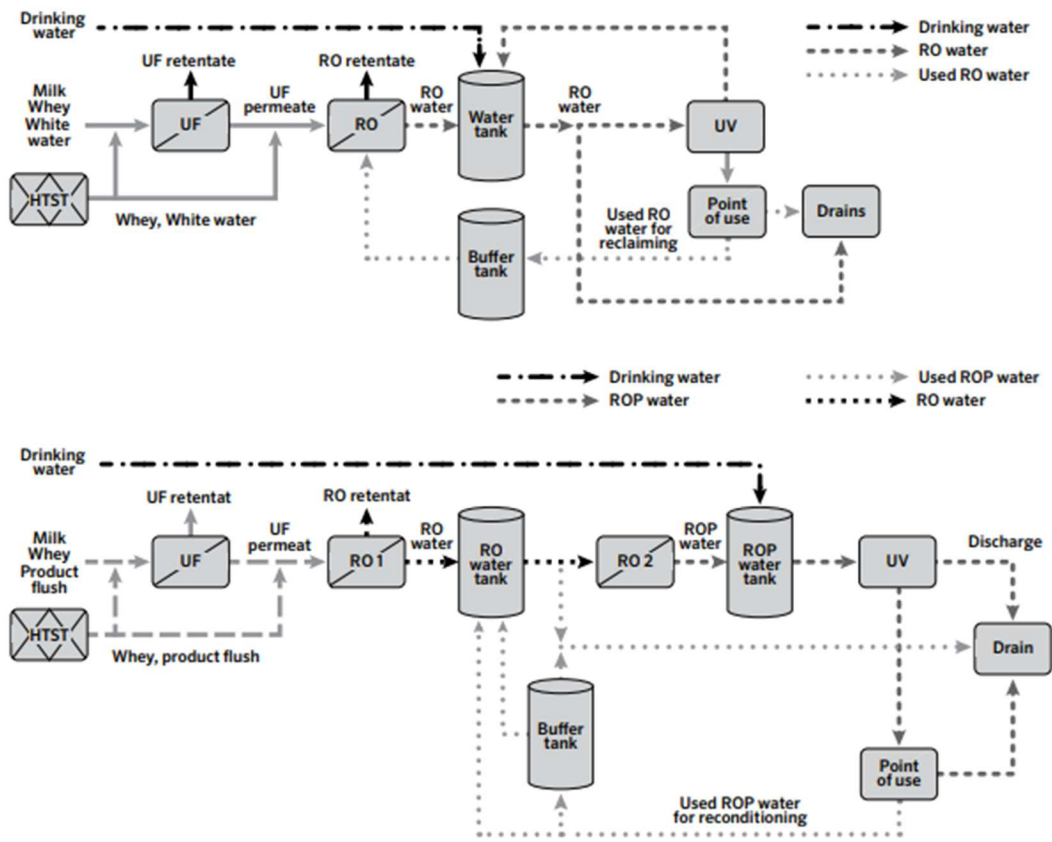 Drinking
water
Drinking water
RO water
Used RO water
UF retentate
RO retentate
Milk
Whey
White
water
UF
UF
permeate
RO
RO
water
Water
tank
RO
water
UV
HTST
Whey, White water
Buffer
tank
Used RO
water for
reclaiming
Point
of use
Drains
Drinking water
ROP water
Used ROP water
RO water
Drinking
water
UF retentat
RO retentat
Milk
Whey
Product
flush
UF
UF
permeat
RO 1
RO
water
RO
water
tank
RO 2
ROP
water
ROP
water
tank
UV
Discharge
HTST
Whey, product flush
Drain
Buffer
tank
Point
of use
Used ROP water
for reconditioning